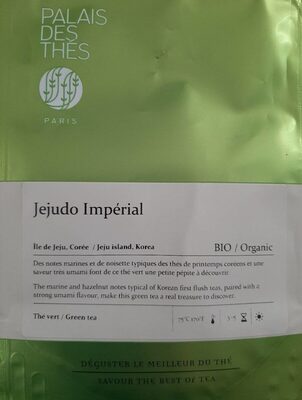 PALAIS
DES
THÉS
PARIS
Jejudo Impérial
Île de Jeju, Corée / Jeju island, Korea BIO / Organic
Des notes marines et de noisette typiques des thés de printemps coréens et une
saveur très umami font de ce thé vert une petite pépite à découvrir.
The marine and hazelnut notes typical of Korean first flush teas, paired with a
strong umami flavour, make this green tea a real treasure to discover.
Thé vert / Green tea
DÉGUSTER LE MEILLEUR DU THÉ
SAVOUR THE BEST OF TEA